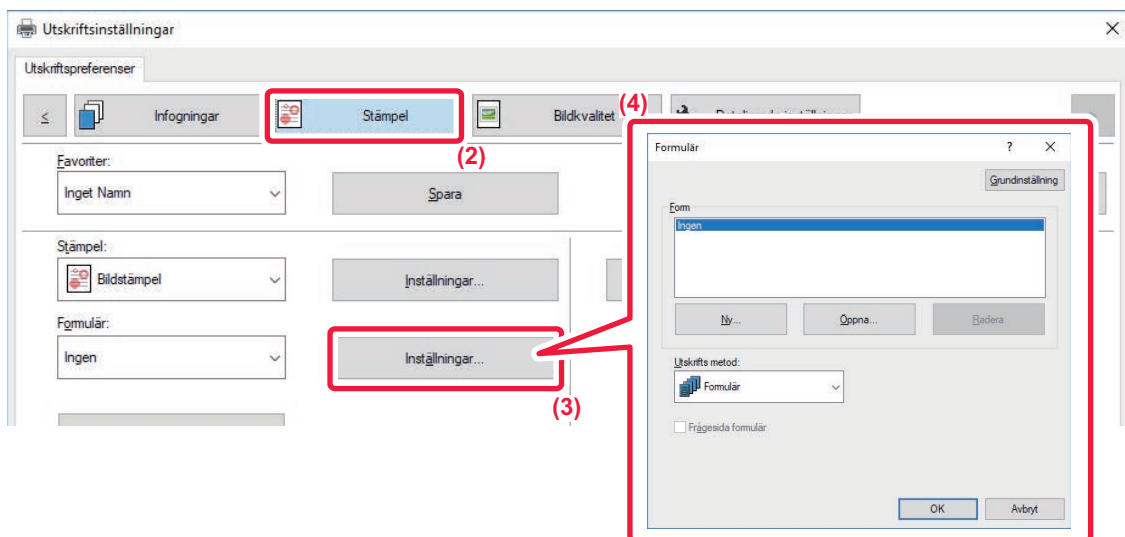 Utskriftsinställningar
Utskriftspreferenser
<
Infogningar
Stämpel
Bildkvalitet
(4)
(2)
Favoriter:
Inget Namn
Spara
Stämpel:
Bildstämpel
Inställningar...
Formulär:
Ingen
Inställningar...
(3)
Formulär
?
Grundinställning
Form
Ingen
Ny...
Öppna...
Radera
Utskrifts metod:
Formulär
Frågesida formulär
OK
Avbryt